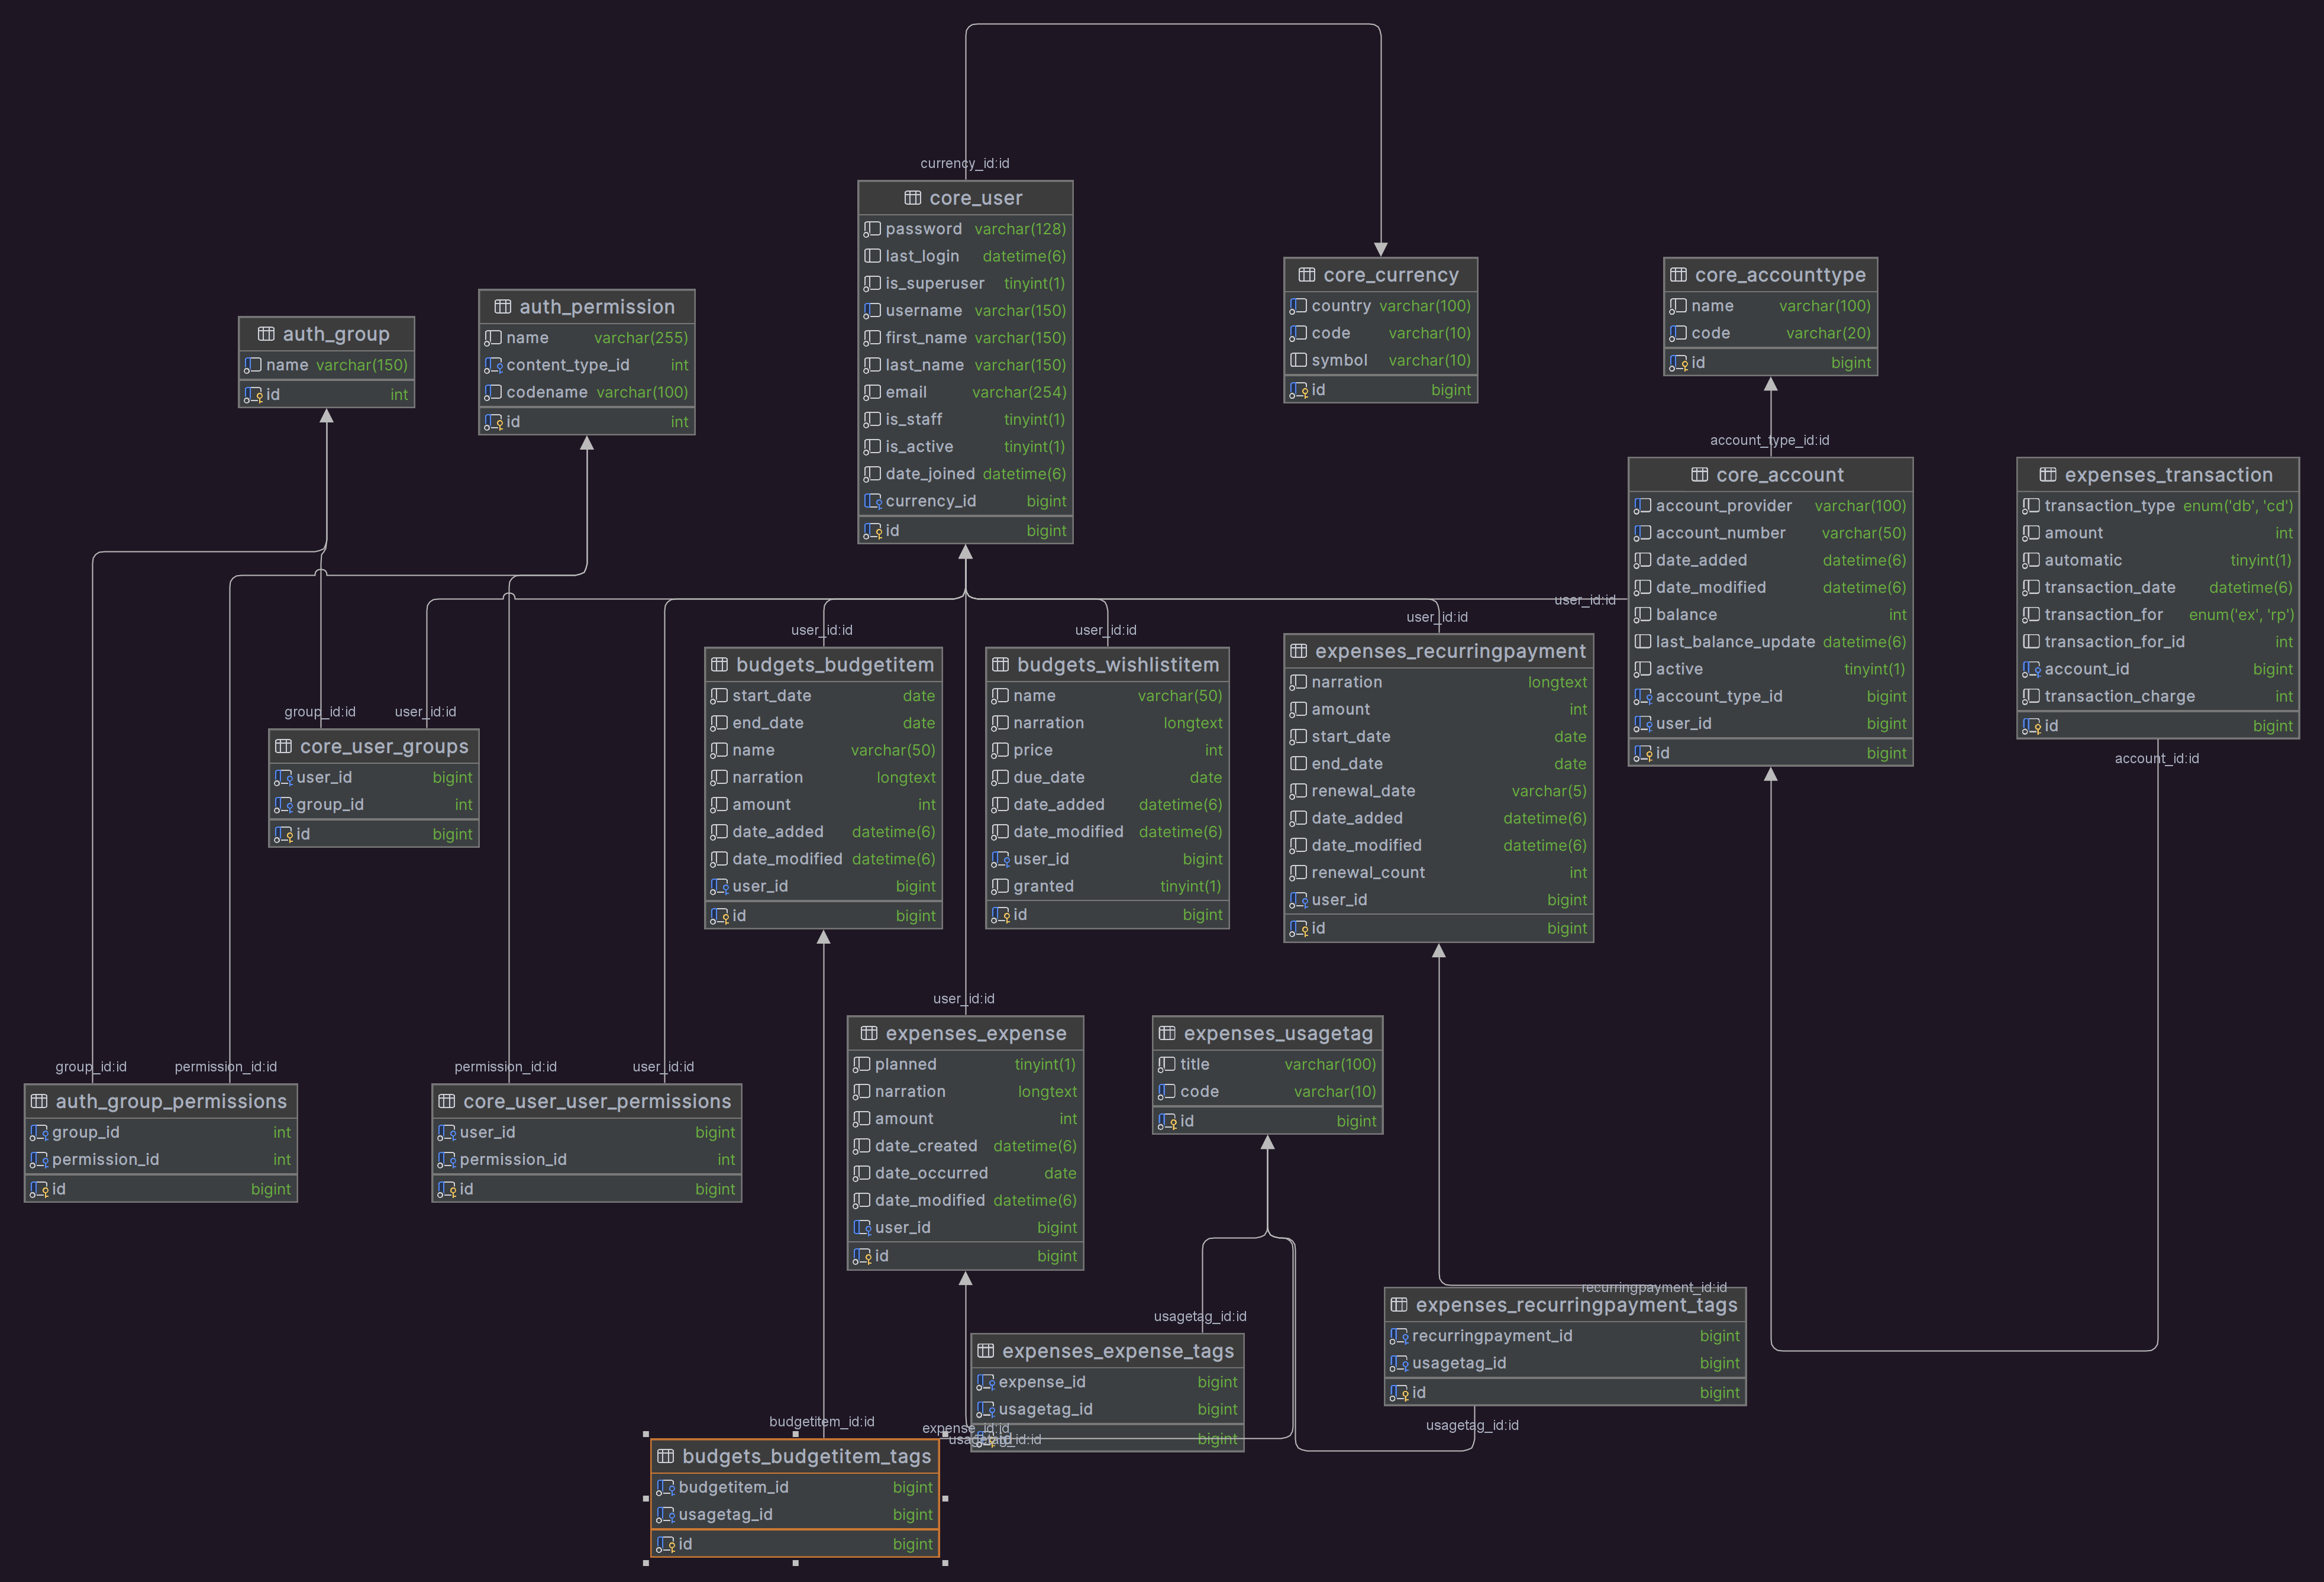 currency_id:id
core_user
password varchar(128)
last_login datetime(6)
is_superuser tinyint(1)
username varchar(150)
first_name varchar(150)
last_name varchar(150)
email varchar(254)
is_staff tinyint(1)
is_active tinyint(1)
date_joined datetime(6)
currency_id bigint
id bigint
core_currency
country varchar(100)
code varchar(10)
symbol varchar(10)
id bigint
core_accounttype
name varchar(100)
code varchar(20)
id bigint
auth_permission
name varchar(255)
content_type_id int
codename varchar(100)
id int
auth_group
name varchar(150)
id int
account_type_id:id
core_account
account_provider varchar(100)
account_number varchar(50)
date_added datetime(6)
date_modified datetime(6)
balance int
last_balance_update datetime(6)
active tinyint(1)
account_type_id bigint
user_id bigint
id bigint
expenses_transaction
transaction_type enum('db', 'cd')
amount int
automatic tinyint(1)
transaction_date datetime(6)
transaction_for enum('ex', 'rp')
transaction_for_id int
account_id bigint
transaction_charge int
id bigint
account_id:id
user_id:id
user_id:id
user_id:id
user_id:id
budgets_budgetitem
start_date date
end_date date
name varchar(50)
narration longtext
amount int
date_added datetime(6)
date_modified datetime(6)
user_id bigint
id bigint
budgets_wishlistitem
name varchar(50)
narration longtext
price int
due_date date
date_added datetime(6)
date_modified datetime(6)
user_id bigint
granted tinyint(1)
id bigint
expenses_recurringpayment
narration longtext
amount int
start_date date
end_date date
renewal_date varchar(5)
date_added datetime(6)
date_modified datetime(6)
renewal_count int
user_id bigint
id bigint
group_id:id
user_id:id
core_user_groups
user_id bigint
group_id int
id bigint
group_id:id
permission_id:id
auth_group_permissions
group_id int
permission_id int
id bigint
permission_id:id
user_id:id
core_user_user_permissions
user_id bigint
permission_id int
id bigint
user_id:id
expenses_expense
planned tinyint(1)
narration longtext
amount int
date_created datetime(6)
date_occurred date
date_modified datetime(6)
user_id bigint
id bigint
expenses_usagetag
title varchar(100)
code varchar(10)
id bigint
recurringpayment_id:id
expenses_recurringpayment_tags
recurringpayment_id bigint
usagetag_id bigint
id bigint
usagetag_id:id
usagetag_id:id
expenses_expense_tags
expense_id bigint
usagetag_id bigint
id bigint
expense_id:id
usagetag_id:id
budgetitem_id:id
budgets_budgetitem_tags
budgetitem_id bigint
usagetag_id bigint
id bigint